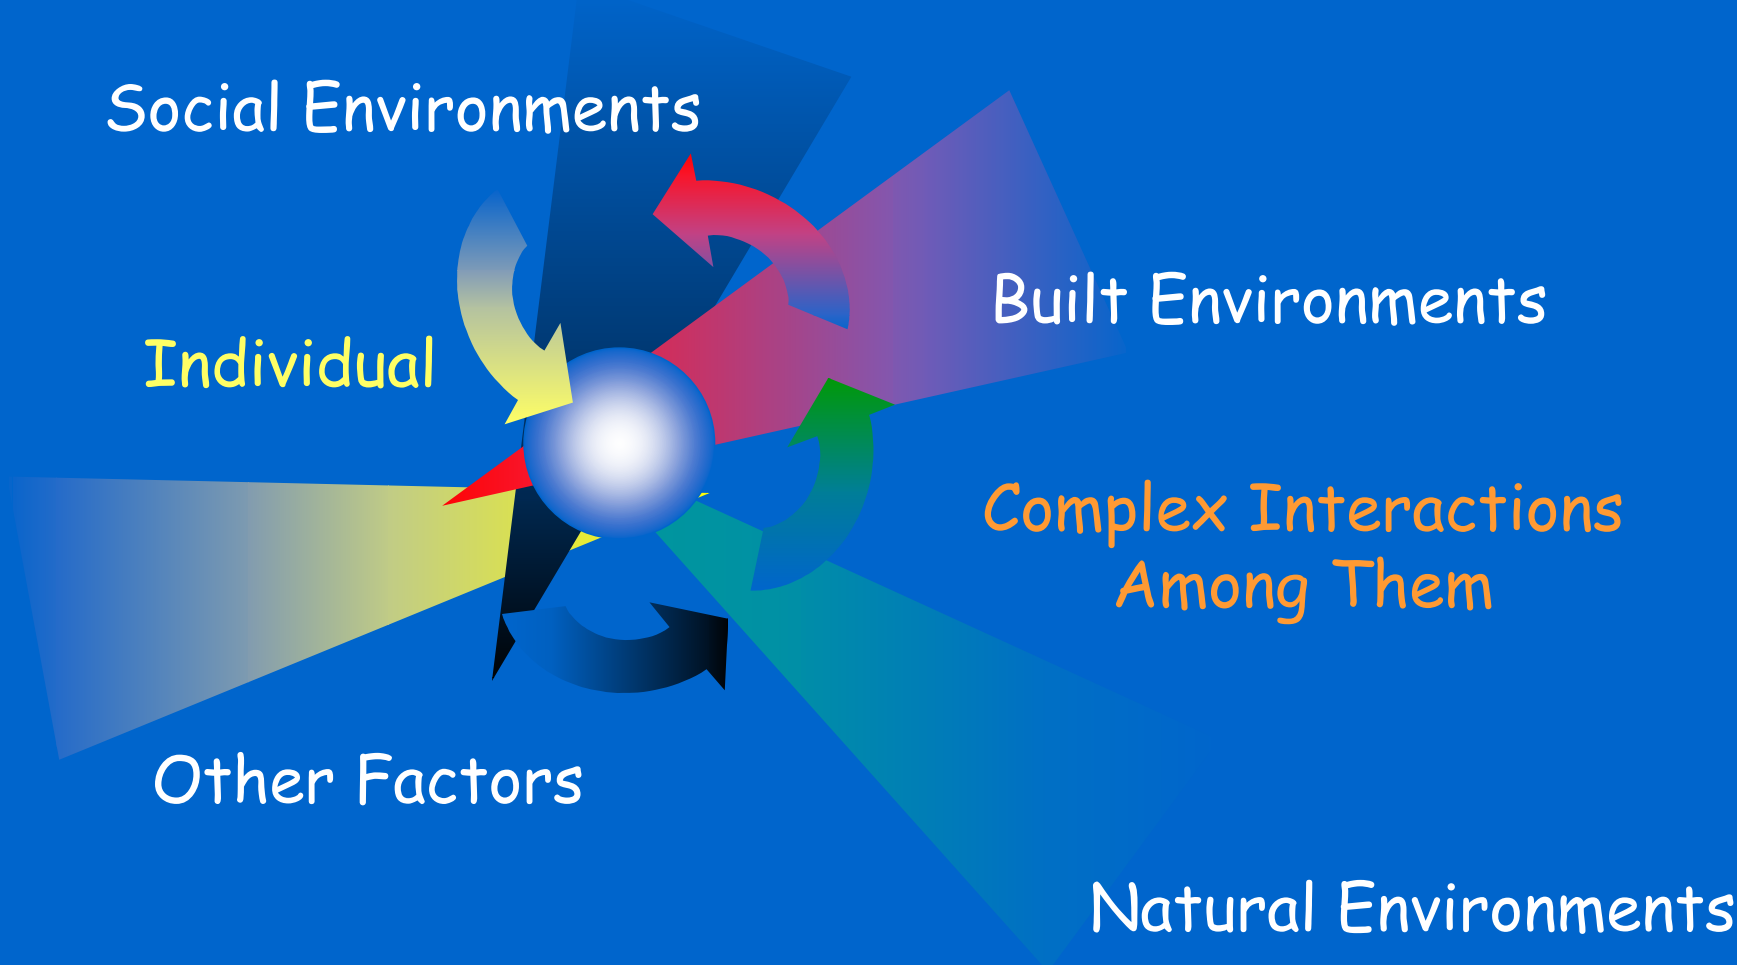 Social Environments
Built Environments
Individual
Complex Interactions
Among Them
Other Factors
Natural Environments